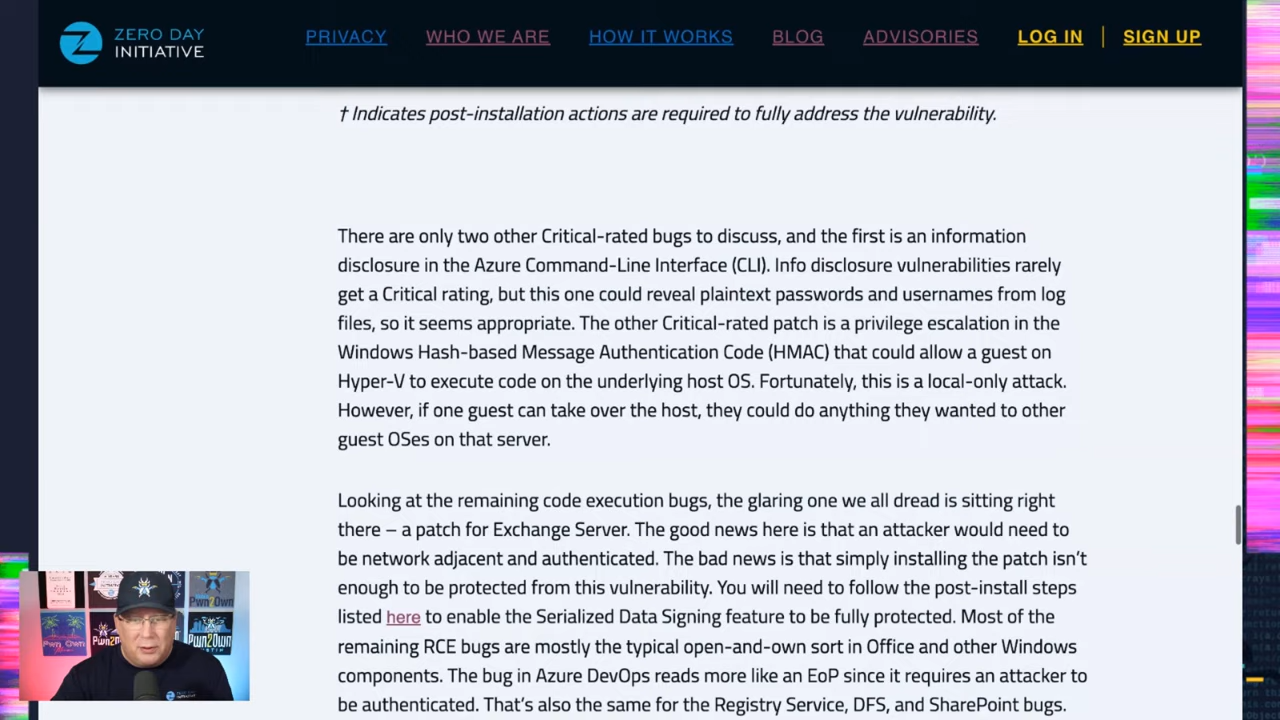 ZERO DAY
INITIATIVE
PRIVACY
WHO WE ARE
HOW IT WORKS
BLOG
ADVISORIES
LOG IN
SIGN UP
† Indicates post-installation actions are required to fully address the vulnerability.
There are only two other Critical-rated bugs to discuss, and the first is an information
disclosure in the Azure Command-Line Interface (CLI). Info disclosure vulnerabilities rarely
get a Critical rating, but this one could reveal plaintext passwords and usernames from log
files, so it seems appropriate. The other Critical-rated patch is a privilege escalation in the
Windows Hash-based Message Authentication Code (HMAC) that could allow a guest on
Hyper-V to execute code on the underlying host OS. Fortunately, this is a local-only attack.
However, if one guest can take over the host, they could do anything they wanted to other
guest OSes on that server.
Looking at the remaining code execution bugs, the glaring one we all dread is sitting right
there – a patch for Exchange Server. The good news here is that an attacker would need to
be network adjacent and authenticated. The bad news is that simply installing the patch isn't
enough to be protected from this vulnerability. You will need to follow the post-install steps
listed here to enable the Serialized Data Signing feature to be fully protected. Most of the
remaining RCE bugs are mostly the typical open-and-own sort in Office and other Windows
components. The bug in Azure DevOps reads more like an EoP since it requires an attacker to
be authenticated. That's also the same for the Registry Service, DFS, and SharePoint bugs.
Pwn2Own
Pwn2Own